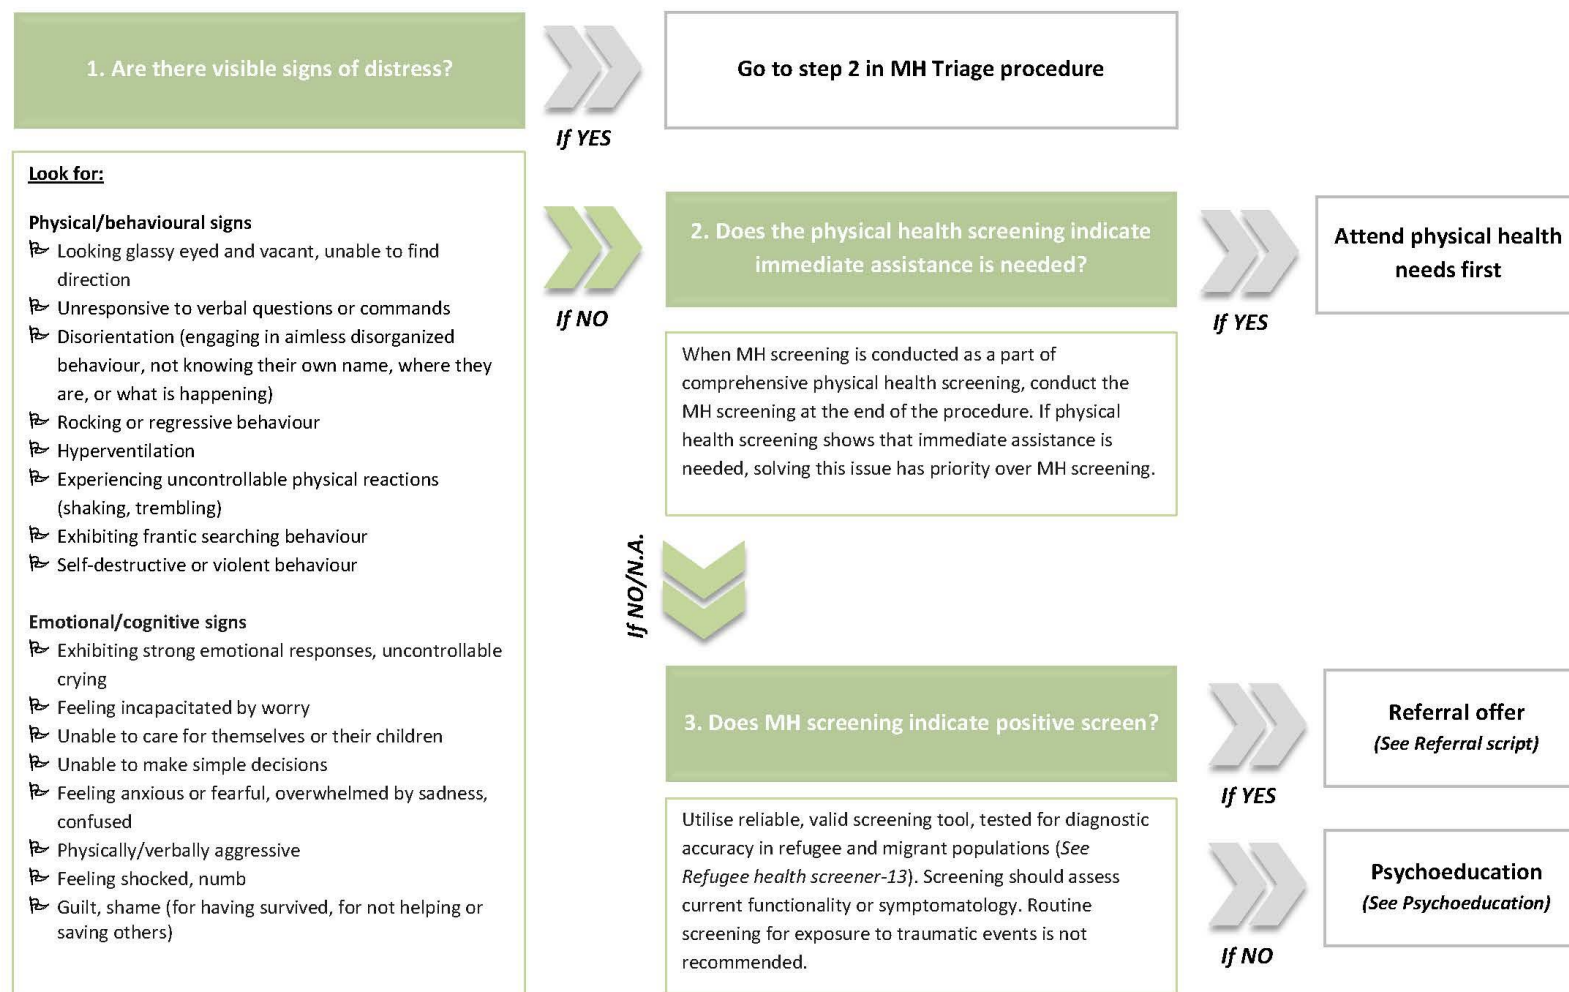 1. Are there visible signs of distress?
If YES
Go to step 2 in MH Triage procedure
Look for:
Physical/behavioural signs
Looking glassy eyed and vacant, unable to find
direction
Unresponsive to verbal questions or commands
Disorientation (engaging in aimless disorganized
behaviour, not knowing their own name, where they
are, or what is happening)
Rocking or regressive behaviour
Hyperventilation
Experiencing uncontrollable physical reactions
(shaking, trembling)
Exhibiting frantic searching behaviour
Self-destructive or violent behaviour
Emotional/cognitive signs
Exhibiting strong emotional responses, uncontrollable
crying
Feeling incapacitated by worry
Unable to care for themselves or their children
Unable to make simple decisions
Feeling anxious or fearful, overwhelmed by sadness,
confused
Physically/verbally aggressive
Feeling shocked, numb
Guilt, shame (for having survived, for not helping or
saving others)
If NO
2. Does the physical health screening indicate
immediate assistance is needed?
If YES
Attend physical health
needs first
When MH screening is conducted as a part of
comprehensive physical health screening, conduct the
MH screening at the end of the procedure. If physical
health screening shows that immediate assistance is
needed, solving this issue has priority over MH screening.
If NO/N.A.
3. Does MH screening indicate positive screen?
If YES
Referral offer
(See Referral script)
Utilise reliable, valid screening tool, tested for diagnostic
accuracy in refugee and migrant populations (See
Refugee health screener-13). Screening should assess
current functionality or symptomatology. Routine
screening for exposure to traumatic events is not
recommended.
If NO
Psychoeducation
(See Psychoeducation)